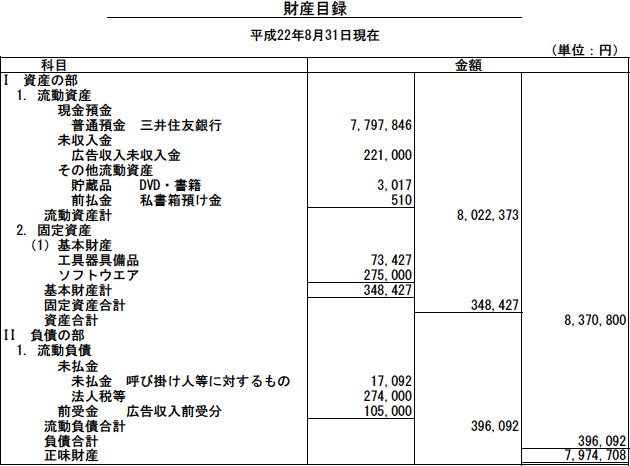 財産目録
平成22年8月31日現在
(単位：円)
科目 金額
I 資産の部
1. 流動資産
現金預金
普通預金 三井住友銀行 7,797,846
未収入金
広告収入未収入金 221,000
その他流動資産
貯蔵品 DVD・書籍 3,017
前払金 私書箱預け金 510
流動資産計 8,022,373
2. 固定資産
(1) 基本財産
工具器具備品 73,427
ソフトウエア 275,000
基本財産計 348,427
固定資産合計 348,427
資産合計 8,370,800
II 負債の部
1. 流動負債
未払金
未払金 呼び掛け人等に対するもの 17,092
法人税等 274,000
前受金 広告収入前受分 105,000
流動負債合計 396,092
負債合計 396,092
正味財産 7,974,708